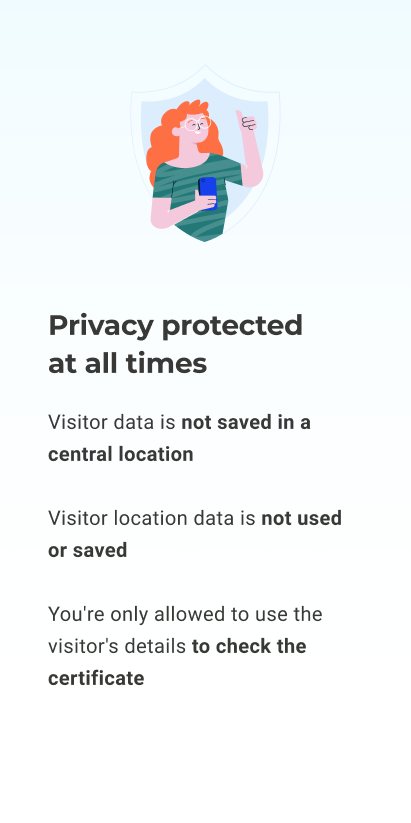 Privacy protected
at all times
Visitor data is not saved in a
central location
Visitor location data is not used
or saved
You're only allowed to use the
visitor's details to check the
certificate